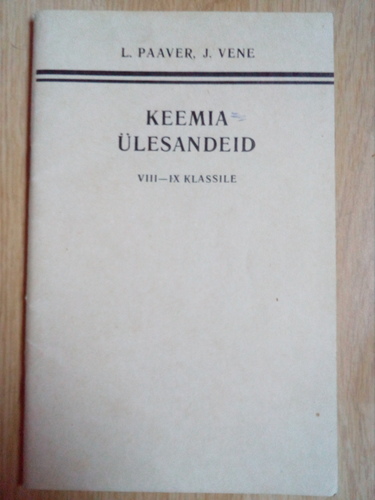 L. PAAVER, J. VENE
KEEMIA
ÜLESANDEID
VIII—IX KLASSILE